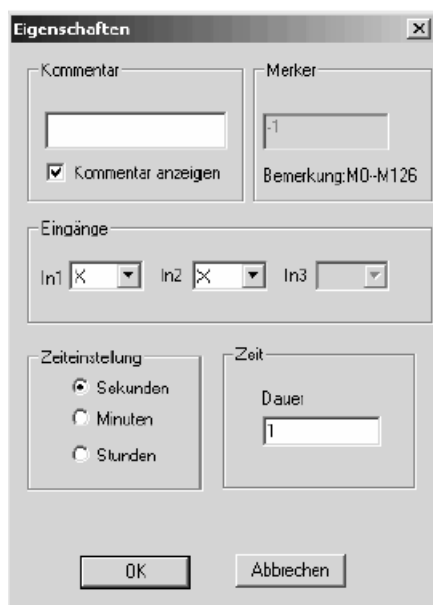 Eigenschaften
Kommentar
Merker
-1
Kommentar anzeigen
Bemerkung:M0--M126
Eingänge
In1 X In2 X In3
Zeiteinstellung
Zeit
Sekunden
Dauer
Minuten
1
Stunden
OK
Abbrechen